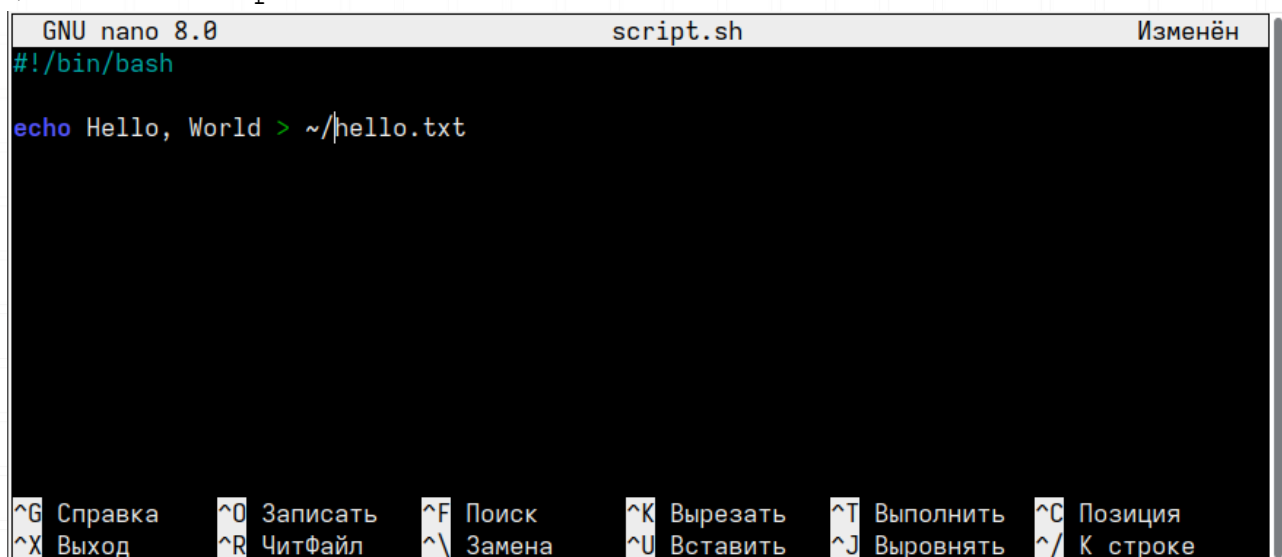 GNU nano 8.0 script.sh Изменён
#!/bin/bash
echo Hello, World > ~/hello.txt
^G Справка ^O Записать ^F Поиск ^K Вырезать ^T Выполнить ^C Позиция
^X Выход ^R ЧитФайл ^\ Замена ^U Вставить ^J Выровнять ^/ К строке